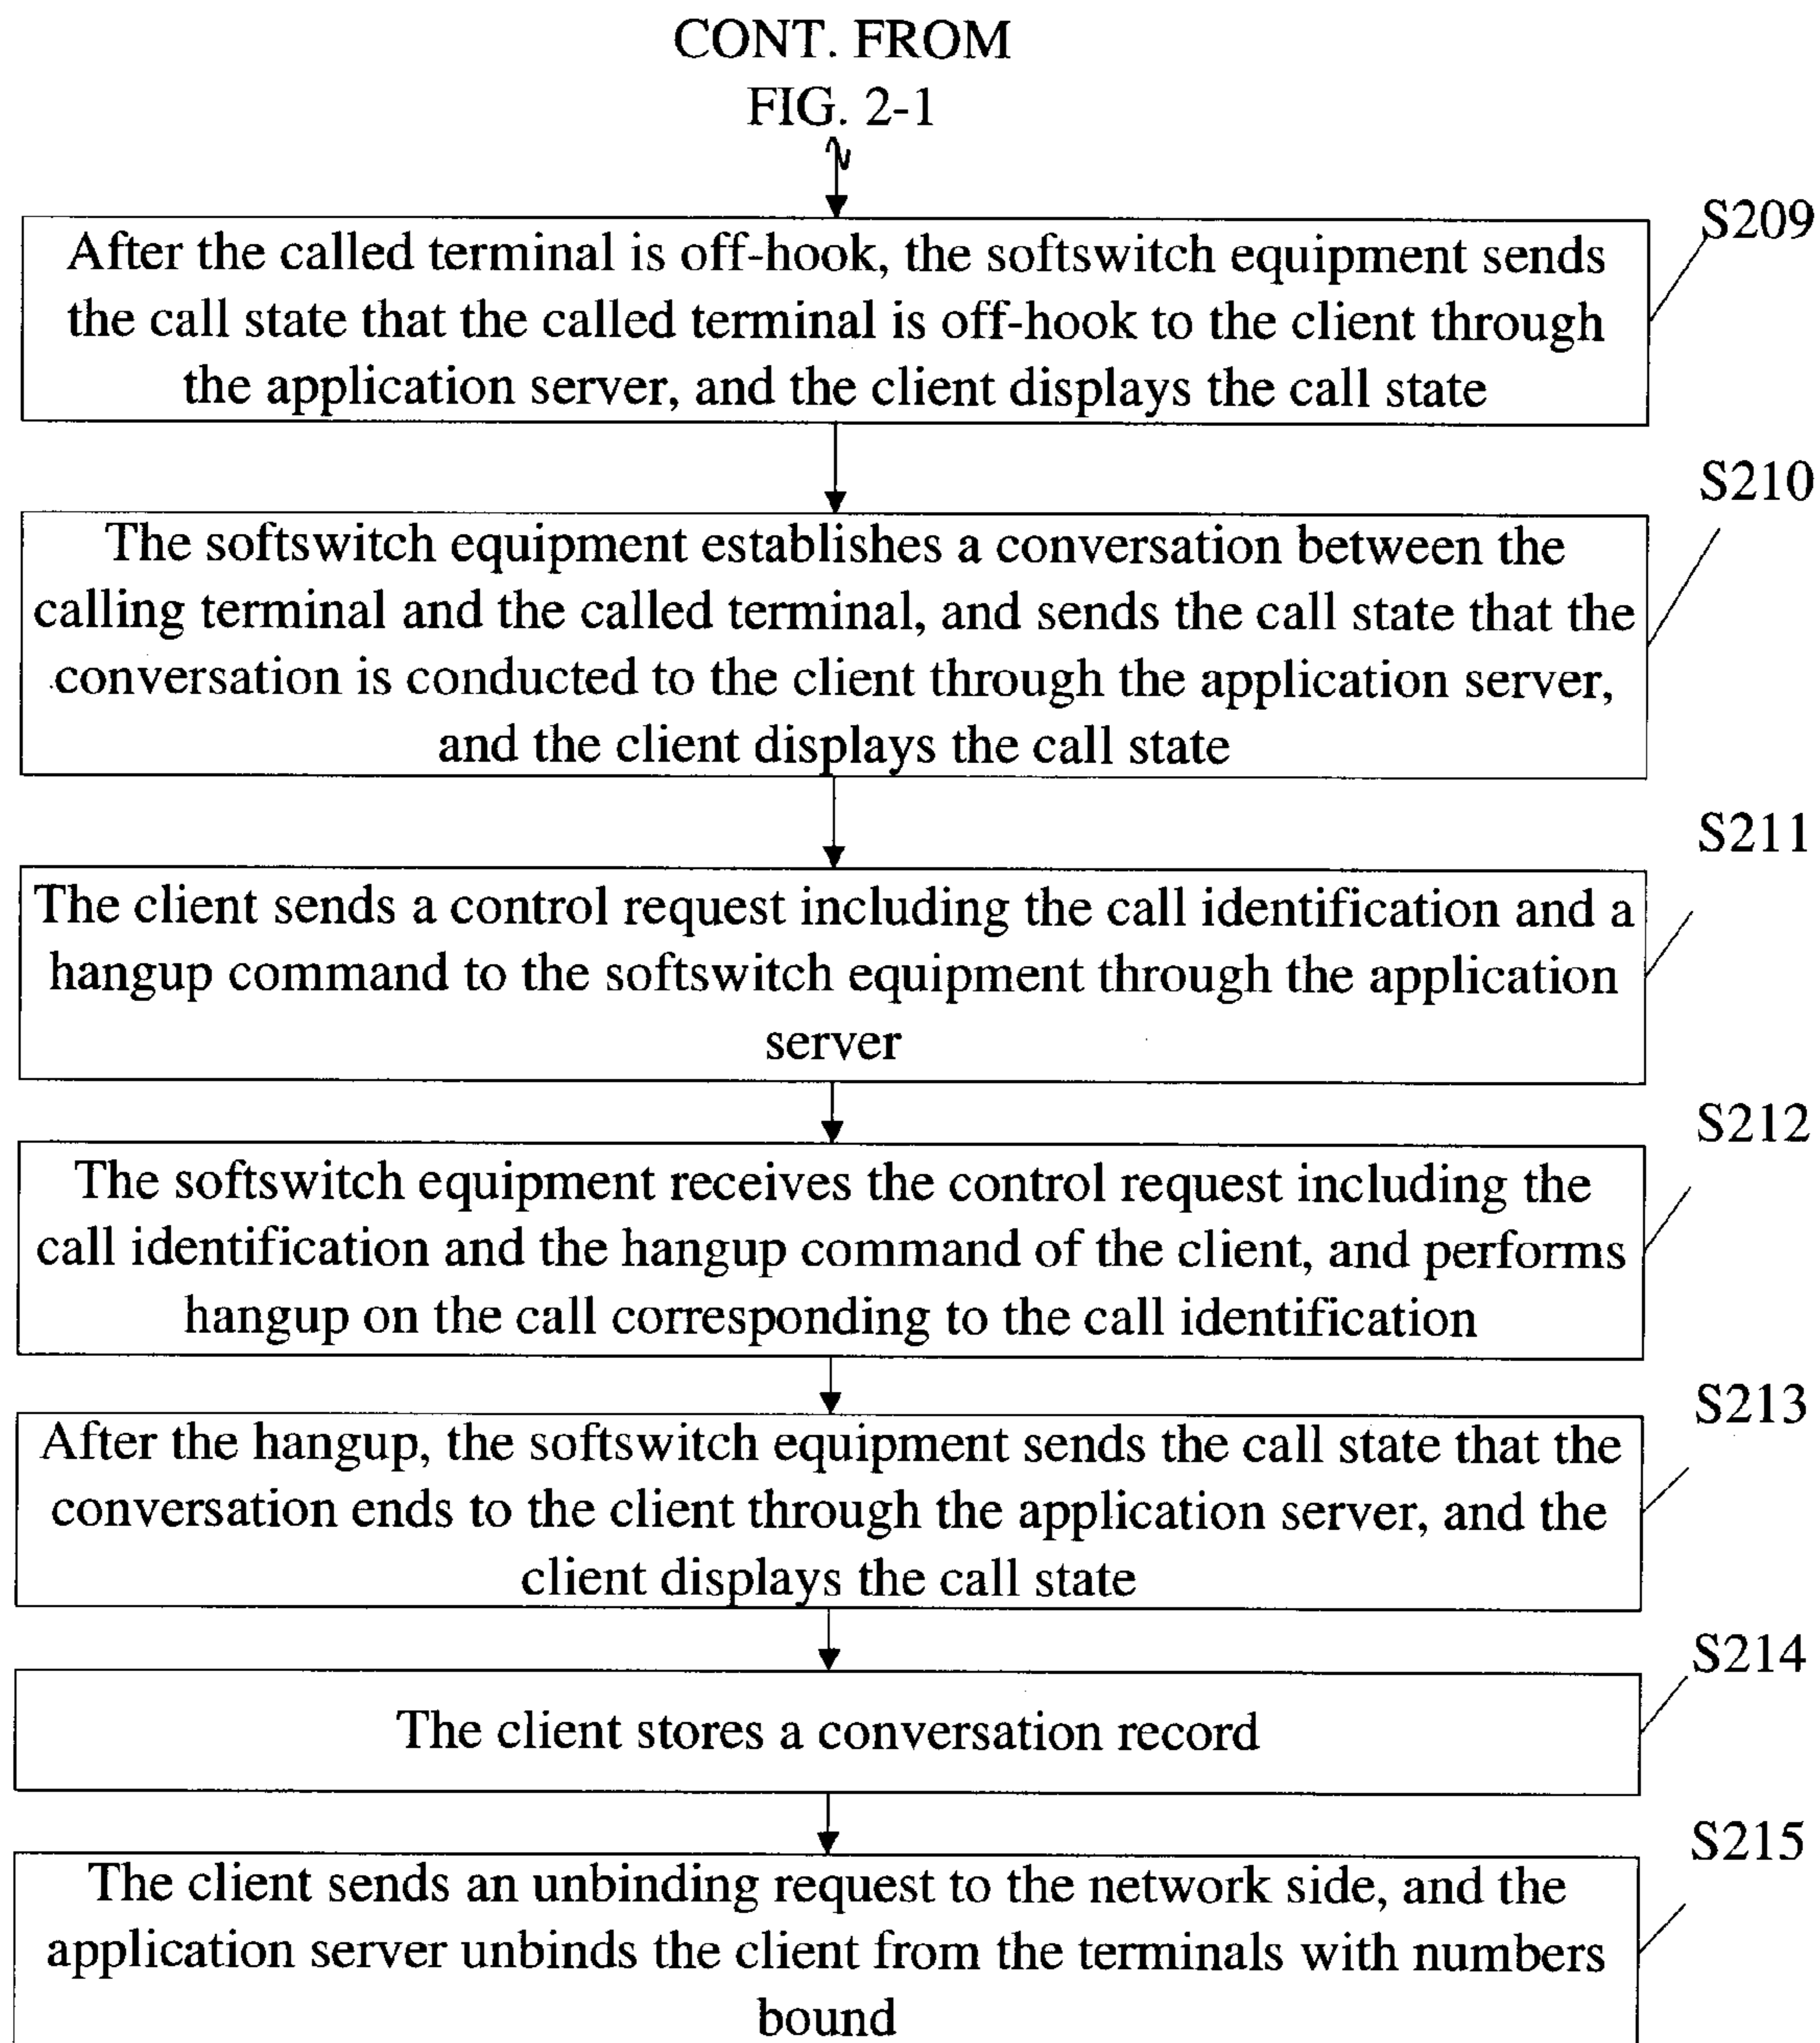 CONT. FROM
FIG. 2-1
S209
After the called terminal is off-hook, the softswitch equipment sends
the call state that the called terminal is off-hook to the client through
the application server, and the client displays the call state
S210
The softswitch equipment establishes a conversation between the
calling terminal and the called terminal, and sends the call state that the
conversation is conducted to the client through the application server,
and the client displays the call state
S211
The client sends a control request including the call identification and a
hangup command to the softswitch equipment through the application
server
S212
The softswitch equipment receives the control request including the
call identification and the hangup command of the client, and performs
hangup on the call corresponding to the call identification
S213
After the hangup, the softswitch equipment sends the call state that the
conversation ends to the client through the application server, and the
client displays the call state
S214
The client stores a conversation record
S215
The client sends an unbinding request to the network side, and the
application server unbinds the client from the terminals with numbers
bound